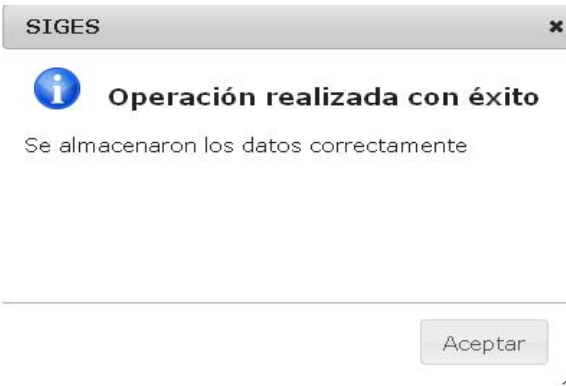 SIGES
Operación realizada con éxito
Se almacenaron los datos correctamente
Aceptar